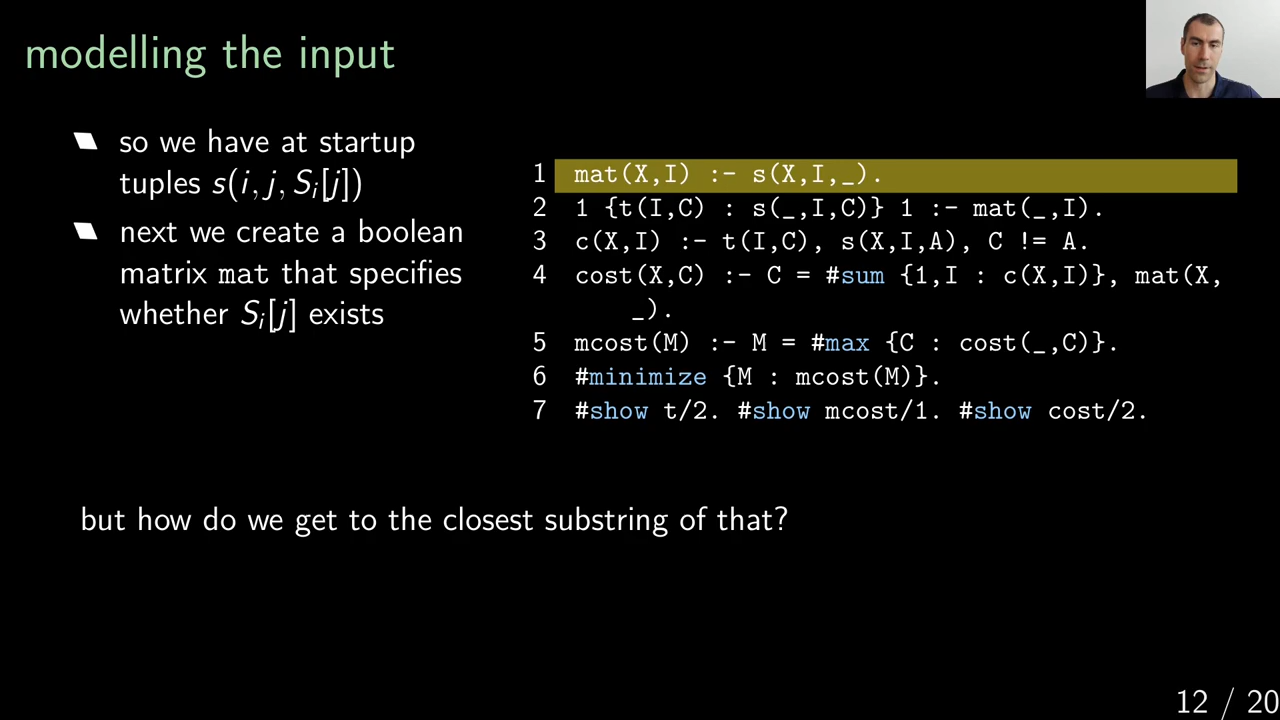 modelling the input
so we have at startup
tuples s(i, j, Sᵢ[j])
next we create a boolean
matrix mat that specifies
whether Sᵢ[j] exists
1 mat(X,I) :- s(X,I,_).
2 1 {t(I,C) : s(_,I,C)} 1 :- mat(_,I).
3 c(X,I) :- t(I,C), s(X,I,A), C != A.
4 cost(X,C) :- C = #sum {1,I : c(X,I)}, mat(X,
_).
5 mcost(M) :- M = #max {C : cost(_,C)}.
6 #minimize {M : mcost(M)}.
7 #show t/2. #show mcost/1. #show cost/2.
but how do we get to the closest substring of that?
12 / 20